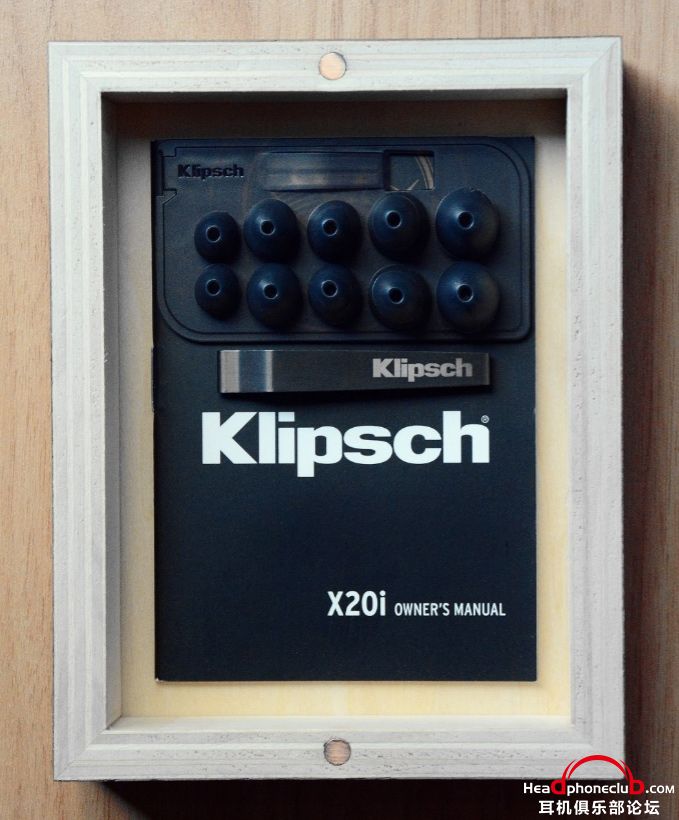 Klipsch
Klipsch
Klipsch®
X20i OWNER'S MANUAL
Headphoneclub.com
耳机俱乐部论坛